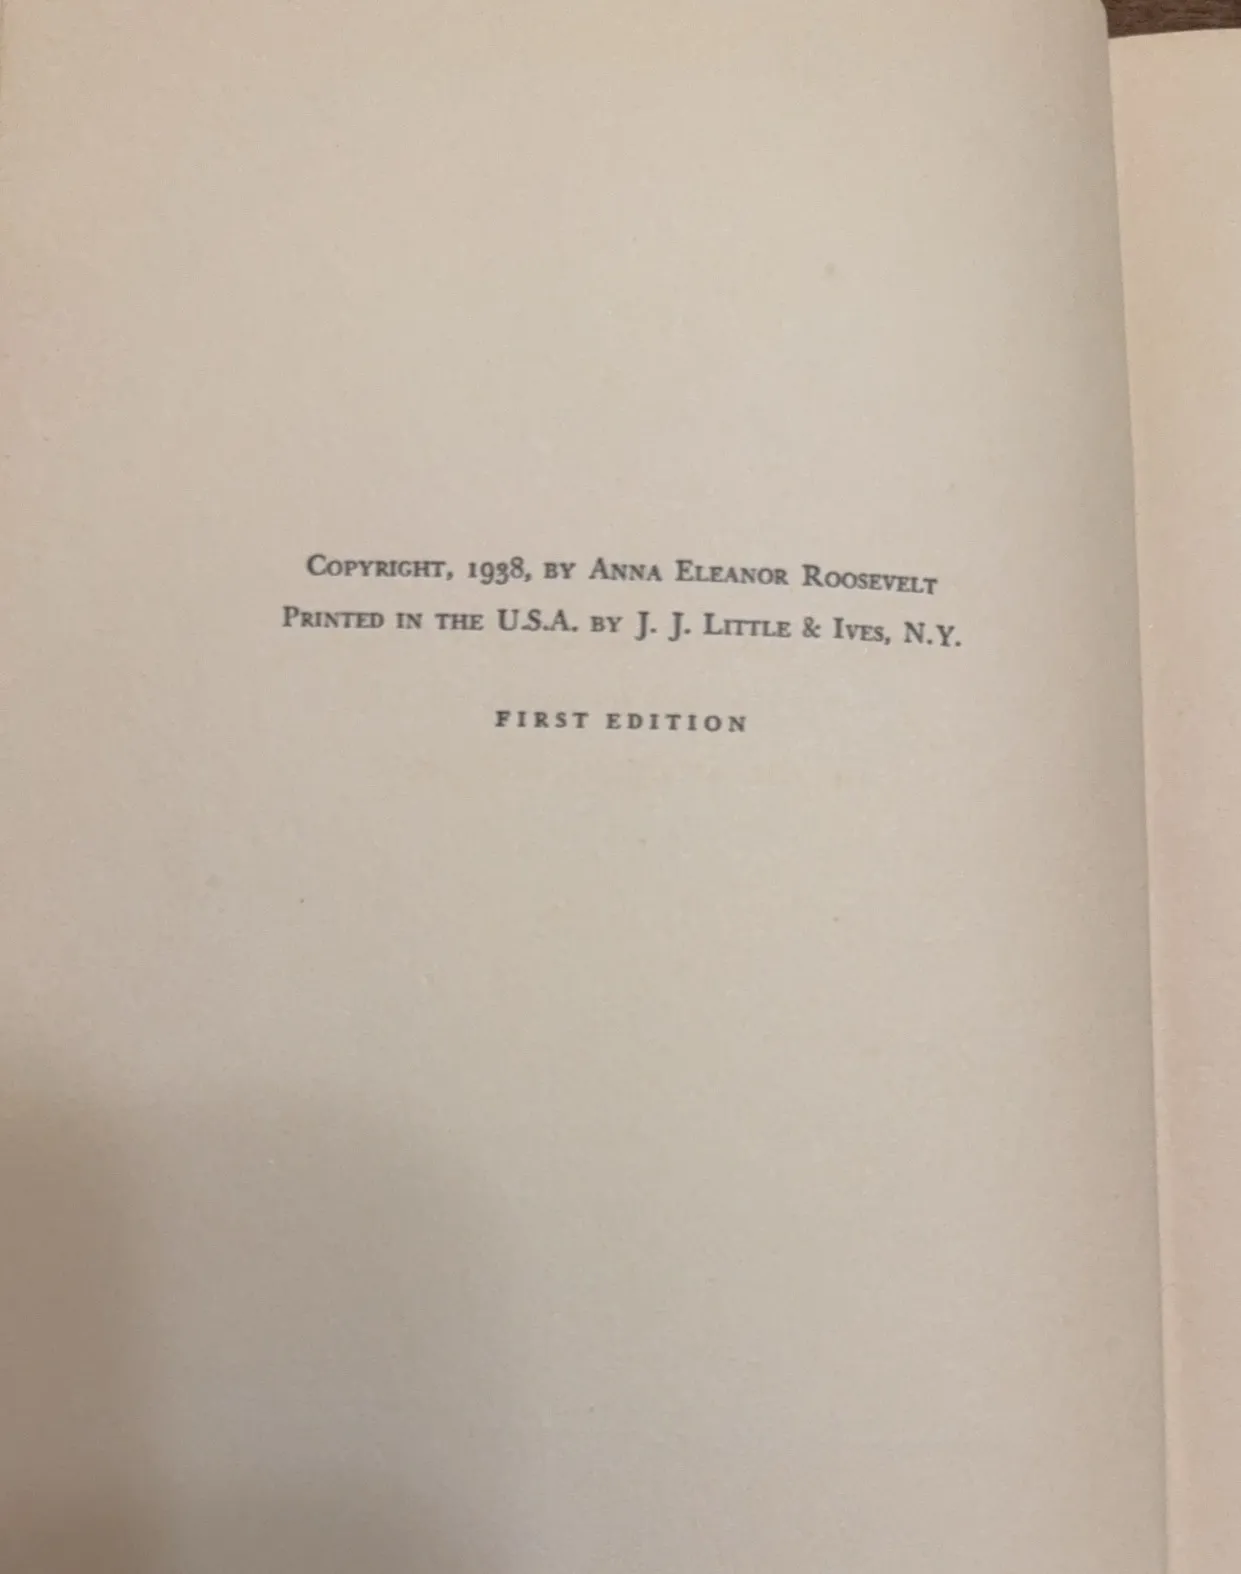 Copyright, 1938, by Anna Eleanor Roosevelt
Printed in the U.S.A. by J. J. Little & Ives, N.Y.
FIRST EDITION